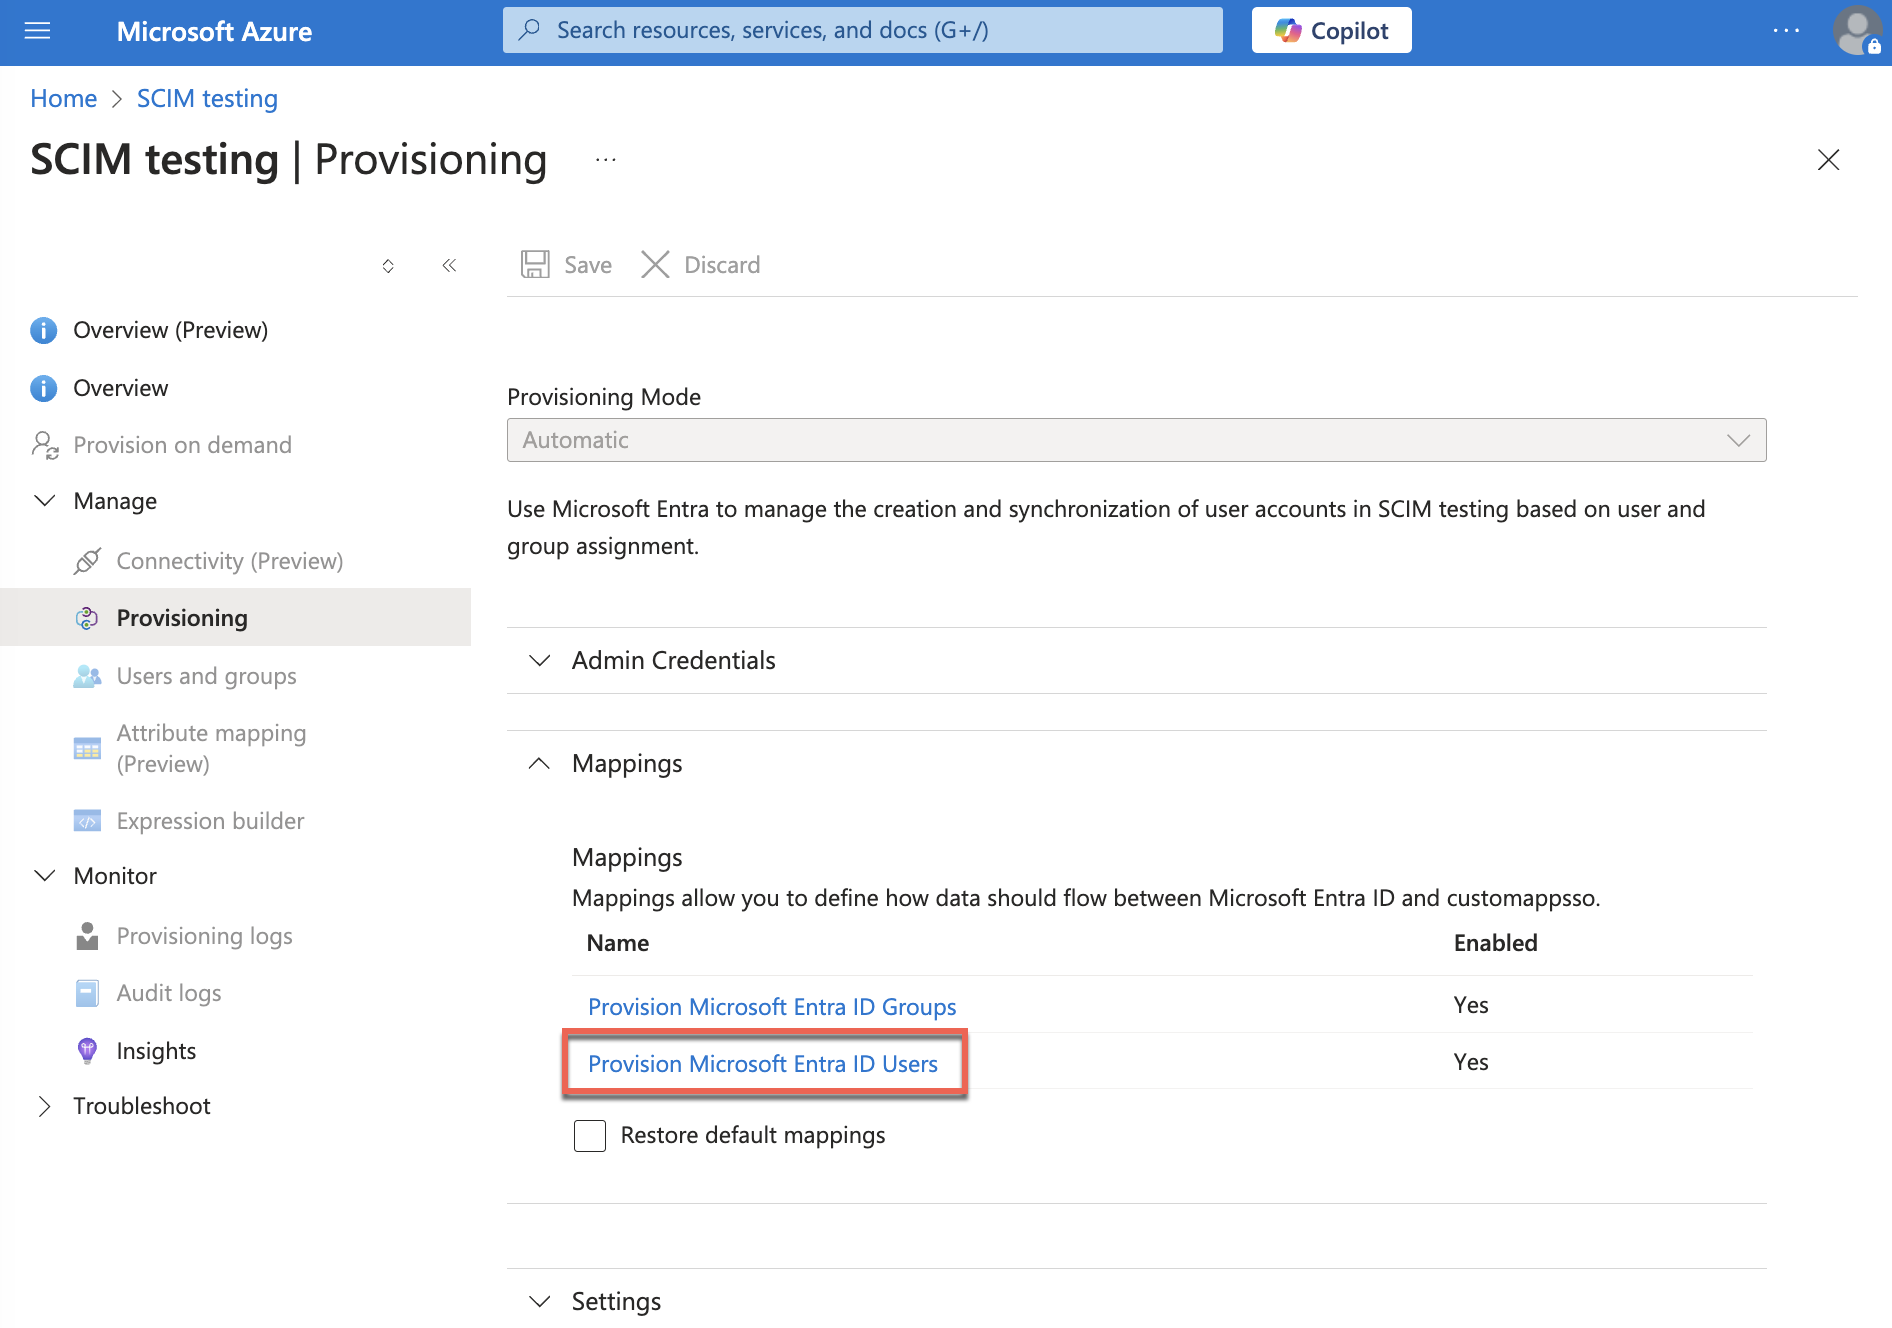 Microsoft Azure
Search resources, services, and docs (G+/)
Copilot
...
Home > SCIM testing
SCIM testing | Provisioning ...
Save
Discard
Overview (Preview)
Overview
Provision on demand
Manage
Connectivity (Preview)
Provisioning
Users and groups
Attribute mapping
(Preview)
Expression builder
Monitor
Provisioning logs
Audit logs
Insights
Troubleshoot
Provisioning Mode
Automatic
Use Microsoft Entra to manage the creation and synchronization of user accounts in SCIM testing based on user and
group assignment.
Admin Credentials
Mappings
Mappings
Mappings allow you to define how data should flow between Microsoft Entra ID and customappsso.
Name Enabled
Provision Microsoft Entra ID Groups Yes
Provision Microsoft Entra ID Users Yes
Restore default mappings
Settings